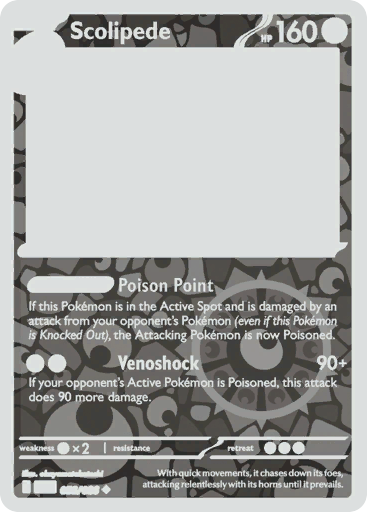 Scolipede
HP 160
Poison Point
If this Pokémon is in the Active Spot and is damaged by an
attack from your opponent's Pokémon (even if this Pokémon
is Knocked Out), the Attacking Pokémon is now Poisoned.
Venoshock 90+
If your opponent's Active Pokémon is Poisoned, this attack
does 90 more damage.
weakness ×2 resistance retreat
With quick movements, it chases down its foes,
attacking relentlessly with its horns until it prevails.